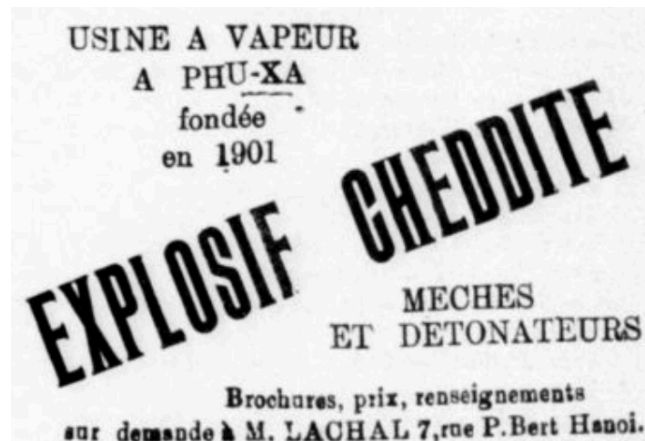 USINE A VAPEUR
A PHU-XA
fondée
en 1901
EXPLOSIF CHEDDITE
MECHES
ET DETONATEURS
Brochures, prix, renseignements
sur demande à M. LACHAL 7, rue P. Bert Hanoi.